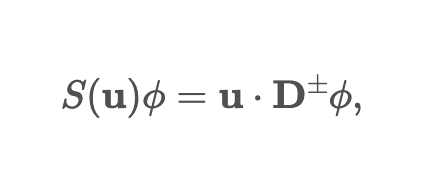 S(𝐮)ϕ = 𝐮 · 𝐃^±ϕ,